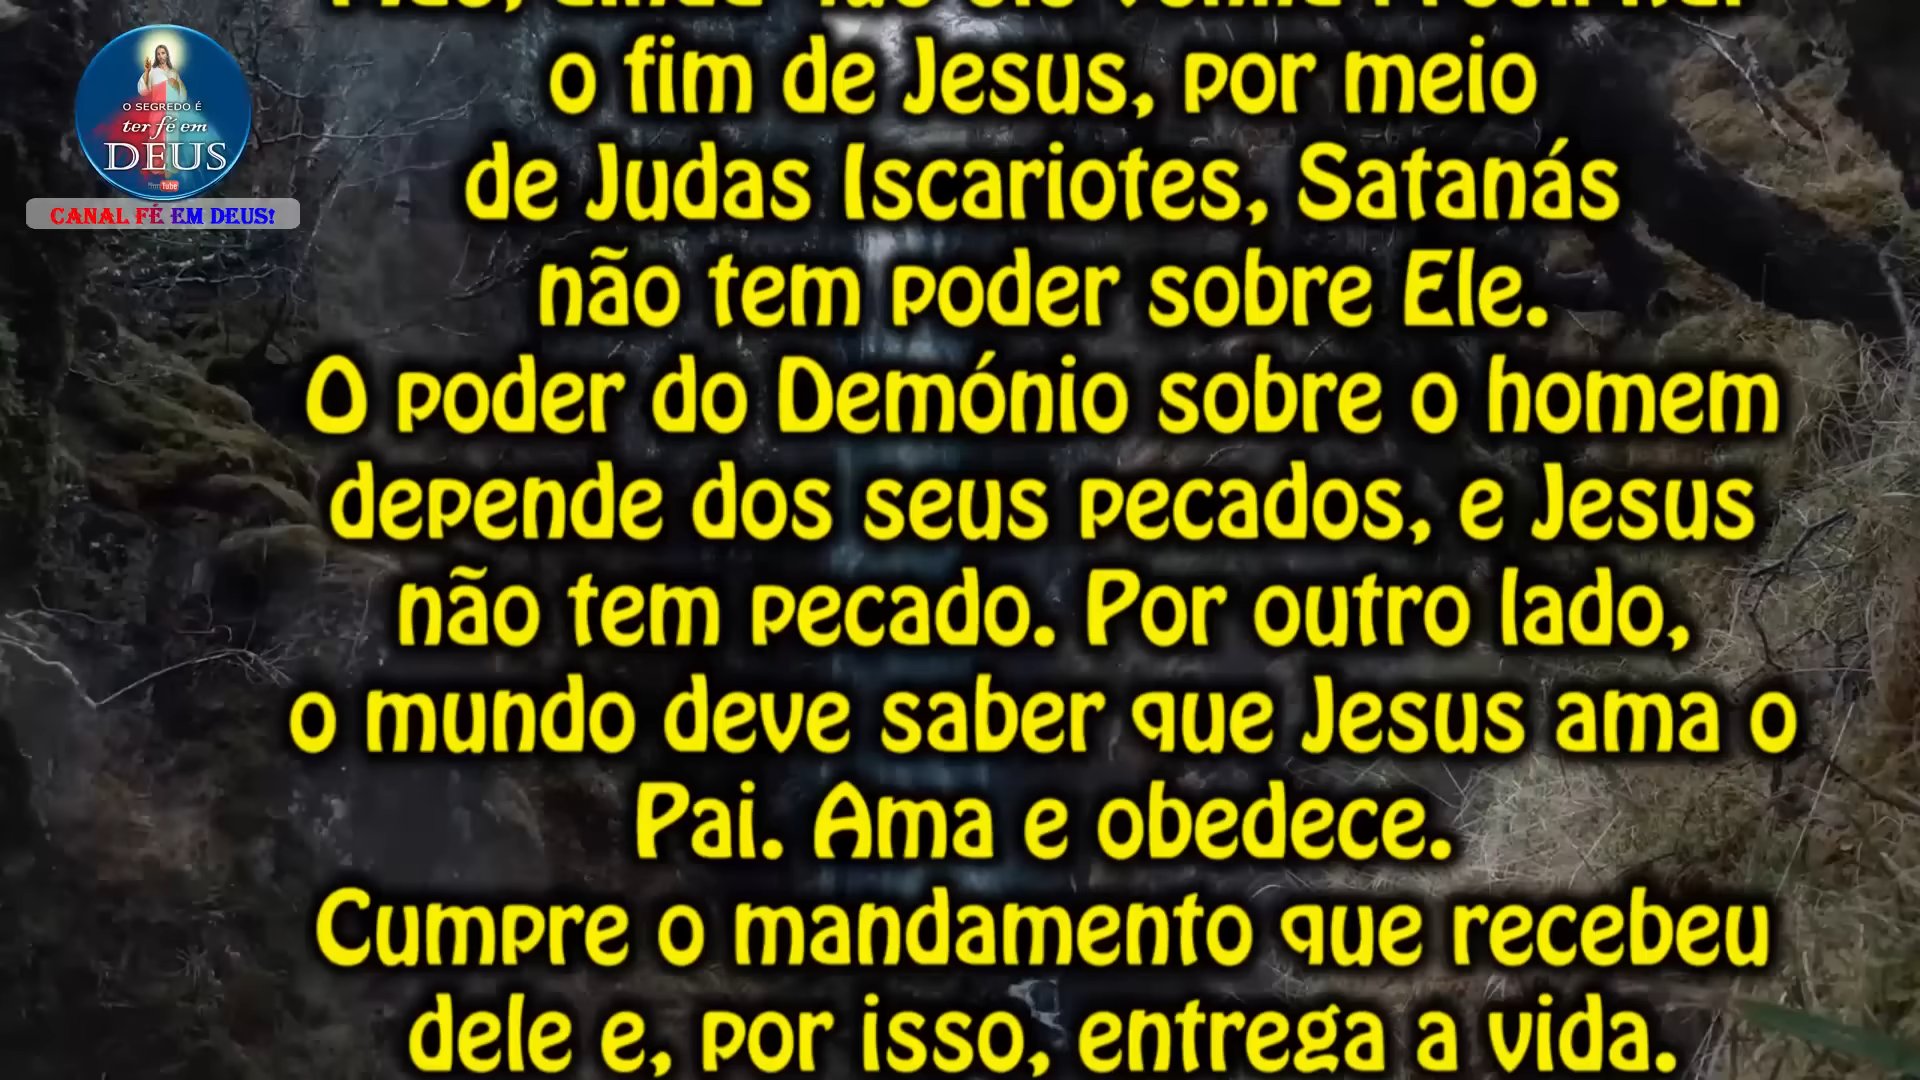 O SEGREDO É
ter fé em
DEUS
CANAL FÉ EM DEUS!
o fim de Jesus, por meio
de Judas Iscariotes, Satanás
não tem poder sobre Ele.
O poder do Demónio sobre o homem
depende dos seus pecados, e Jesus
não tem pecado. Por outro lado,
o mundo deve saber que Jesus ama o
Pai. Ama e obedece.
Cumpre o mandamento que recebeu
dele e, por isso, entrega a vida.